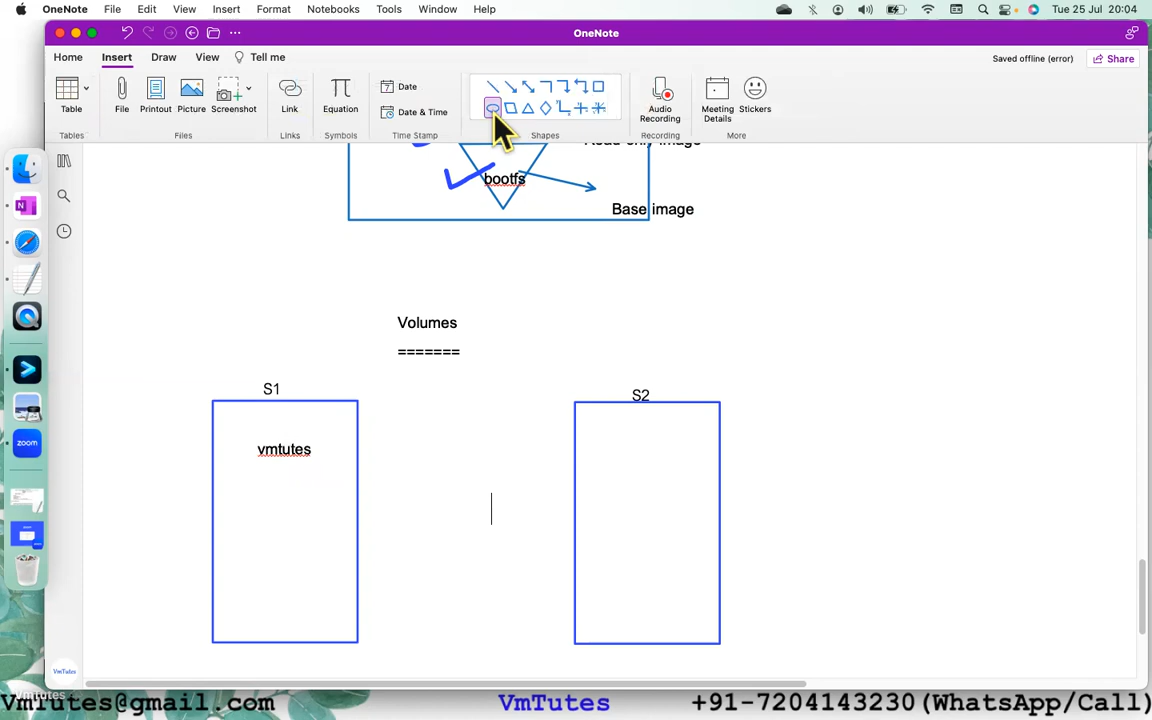 OneNote File Edit View Insert Format Notebooks Tools Window Help Tue 25 Jul 20:04
OneNote
Home Insert Draw View Tell me Saved offline (error) Share
Table File Printout Picture Screenshot Link Equation Date Date & Time Audio Recording Meeting Details Stickers
Tables Files Links Symbols Time Stamp Shapes Recording More
bootfs
Base image
Volumes
=======
S1
S2
vmtutes
zoom
VmTutes
VmTutes@gmail.com VmTutes +91-7204143230(WhatsApp/Call)